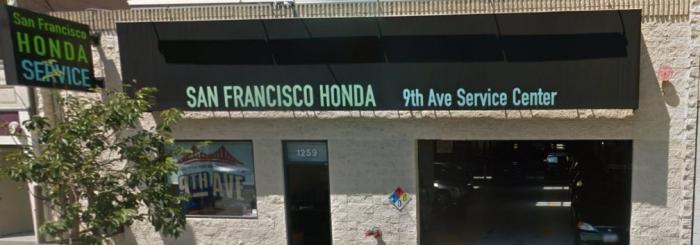 San Francisco
HONDA
SERVICE
SAN FRANCISCO HONDA 9th Ave Service Center
1259
9TH AVE